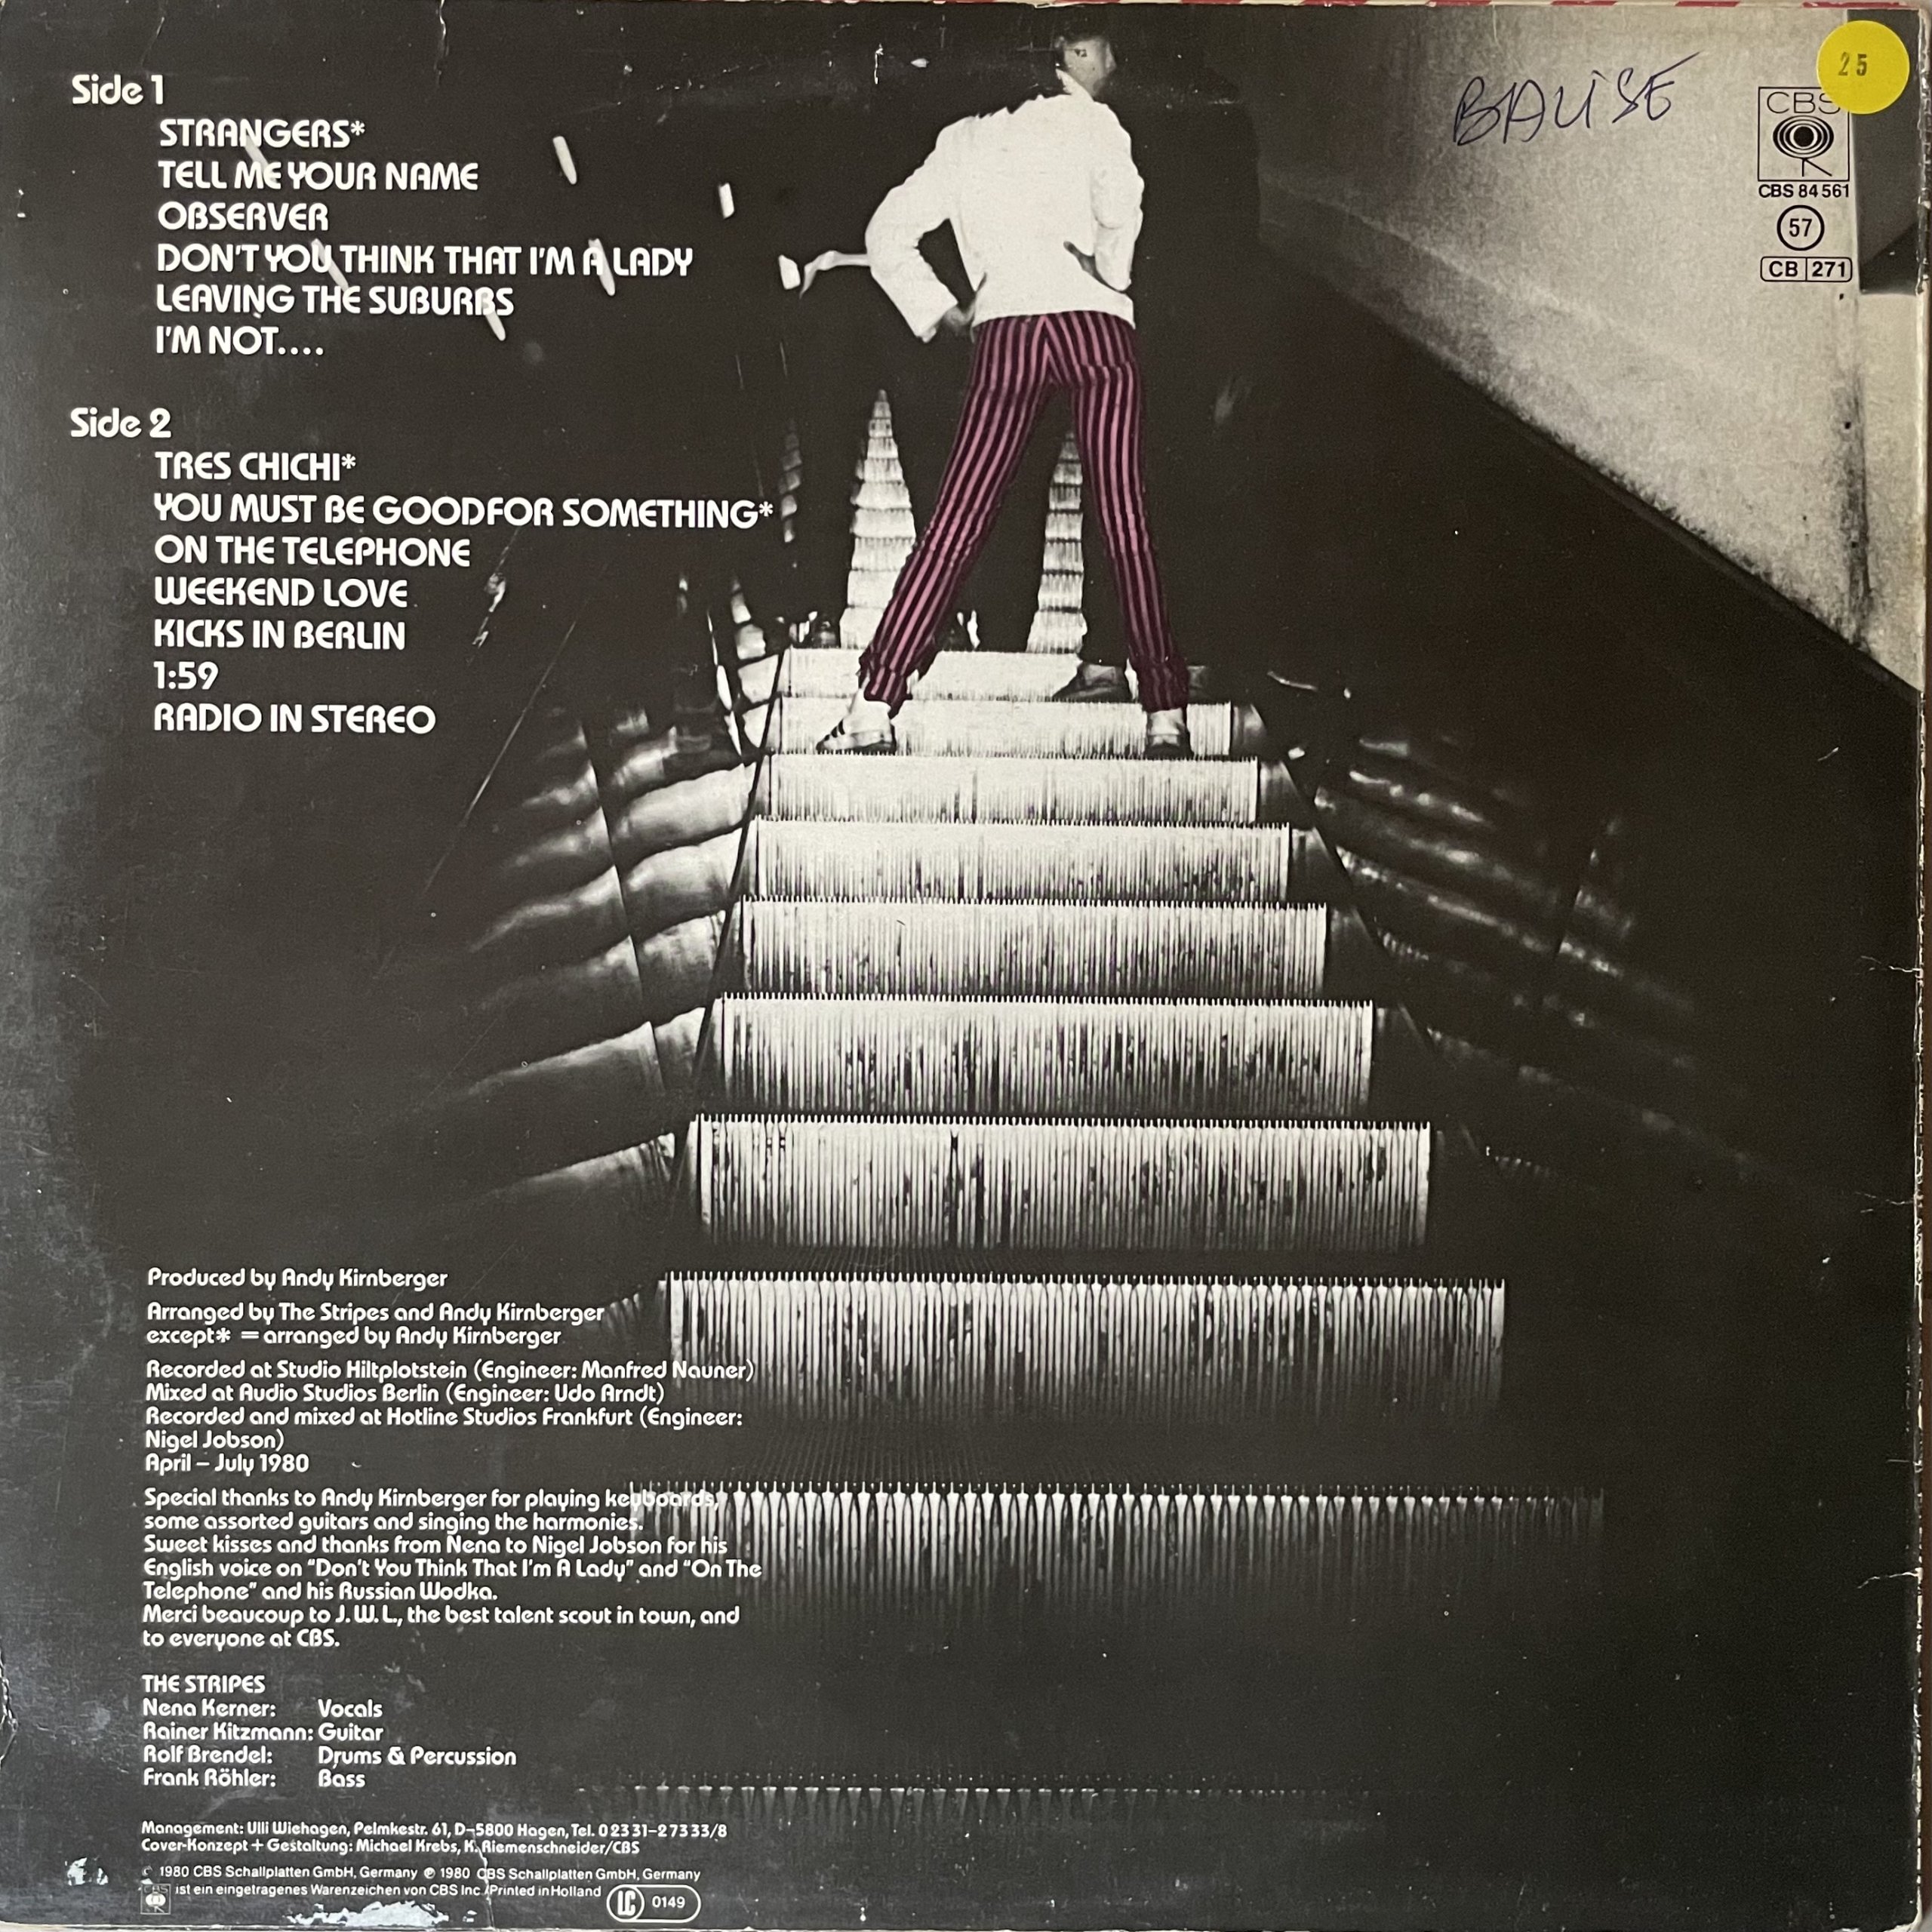 Side 1
STRANGERS*
TELL ME YOUR NAME
OBSERVER
DON'T YOU THINK THAT I'M A LADY
LEAVING THE SUBURBS
I'M NOT....
Side 2
TRES CHICHI*
YOU MUST BE GOOD FOR SOMETHING*
ON THE TELEPHONE
WEEKEND LOVE
KICKS IN BERLIN
1:59
RADIO IN STEREO
25
CBS
CBS 84 561
57
CB 271
Produced by Andy Kirnberger
Arranged by The Stripes and Andy Kirnberger
except* = arranged by Andy Kirnberger
Recorded at Studio Hiltplotstein (Engineer: Manfred Nauner)
Mixed at Audio Studios Berlin (Engineer: Udo Arndt)
Recorded and mixed at Hotline Studios Frankfurt (Engineer:
Nigel Jobson)
April – July 1980
Special thanks to Andy Kirnberger for playing keyboards,
some assorted guitars and singing the harmonies.
Sweet kisses and thanks from Nena to Nigel Jobson for his
English voice on "Don't You Think That I'm A Lady" and "On The
Telephone" and his Russian Wodka.
Merci beaucoup to J. W. L., the best talent scout in town, and
to everyone at CBS.
THE STRIPES
Nena Kerner: Vocals
Rainer Kitzmann: Guitar
Rolf Brendel: Drums & Percussion
Frank Röhler: Bass
Management: Ulli Wiehagen, Pelmkestr. 61, D–5800 Hagen, Tel. 0 23 31–2 73 33/8
Cover-Konzept + Gestaltung: Michael Krebs, K. Riemenschneider/CBS
© 1980 CBS Schallplatten GmbH, Germany ℗ 1980 CBS Schallplatten GmbH, Germany
CBS ist ein eingetragenes Warenzeichen von CBS Inc. Printed in Holland LC 0149